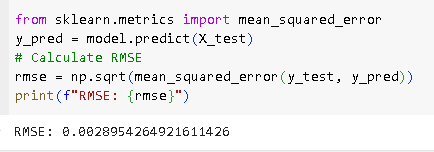 from sklearn.metrics import mean_squared_error
y_pred = model.predict(X_test)
# Calculate RMSE
rmse = np.sqrt(mean_squared_error(y_test, y_pred))
print(f"RMSE: {rmse}")
RMSE: 0.0028954264921611426